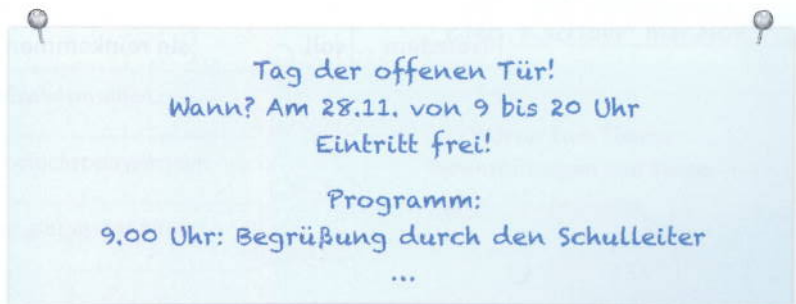 Tag der offenen Tür!
Wann? Am 28.11. von 9 bis 20 Uhr
Eintritt frei!
Programm:
9.00 Uhr: Begrüßung durch den Schulleiter
...